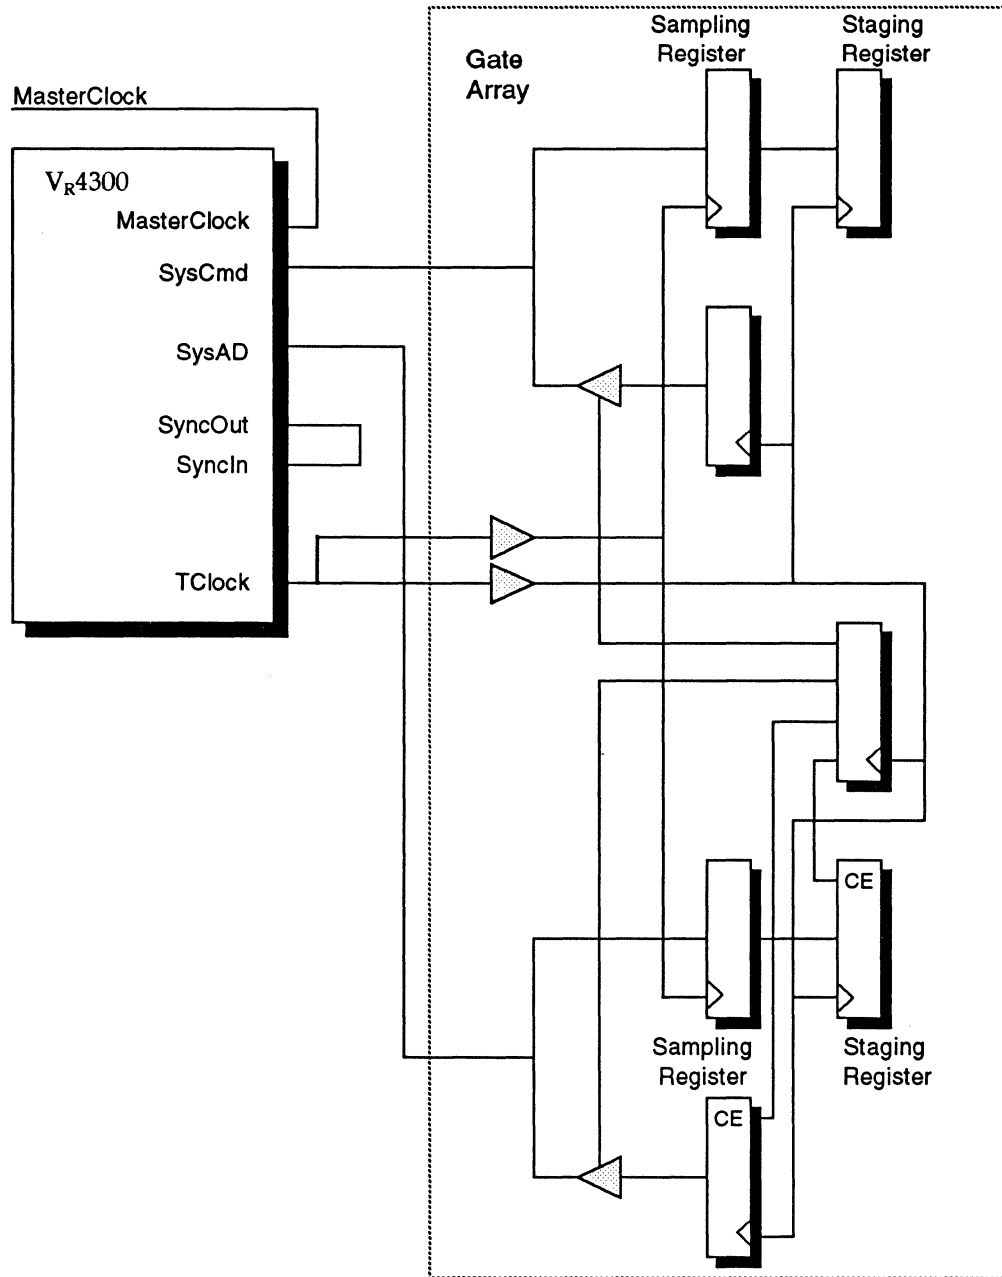 Sampling
Register
Staging
Register
Gate
Array
MasterClock
VR4300
MasterClock
SysCmd
SysAD
SyncOut
SyncIn
TClock
CE
Sampling
Register
Staging
Register
CE